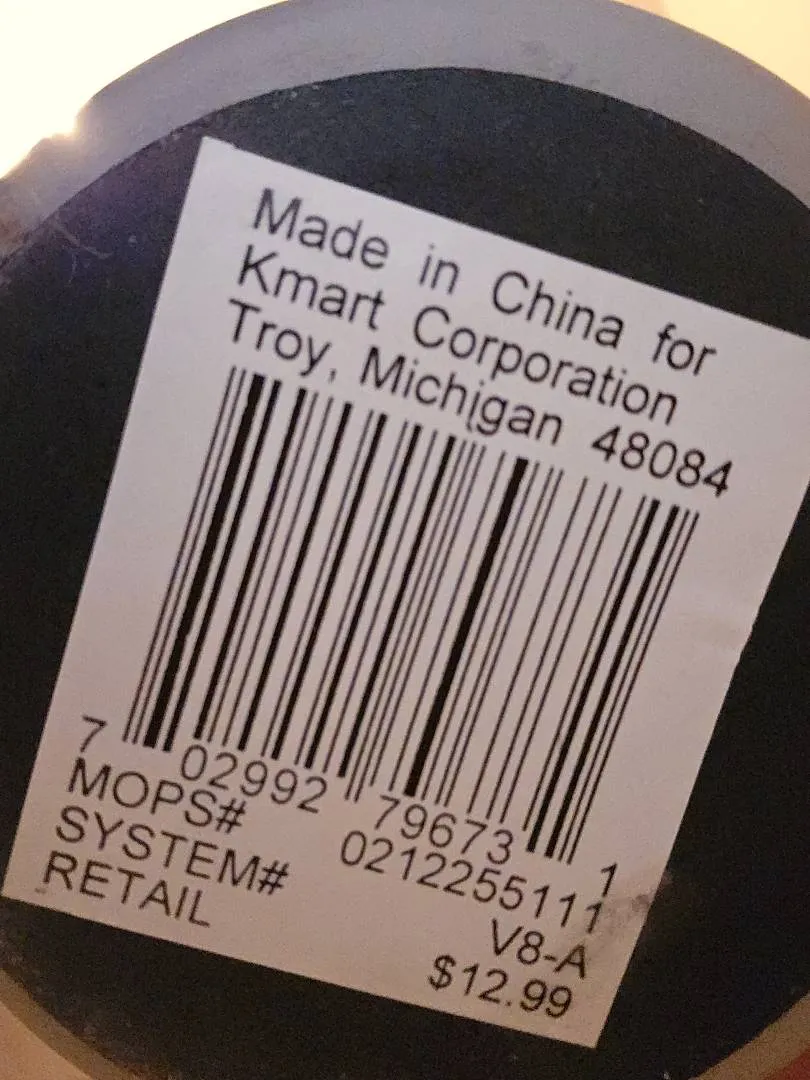 Made in China for
Kmart Corporation
Troy, Michigan 48084
7 02992 79673 1
MOPS# 0212255111
SYSTEM# V8-A
RETAIL $12.99